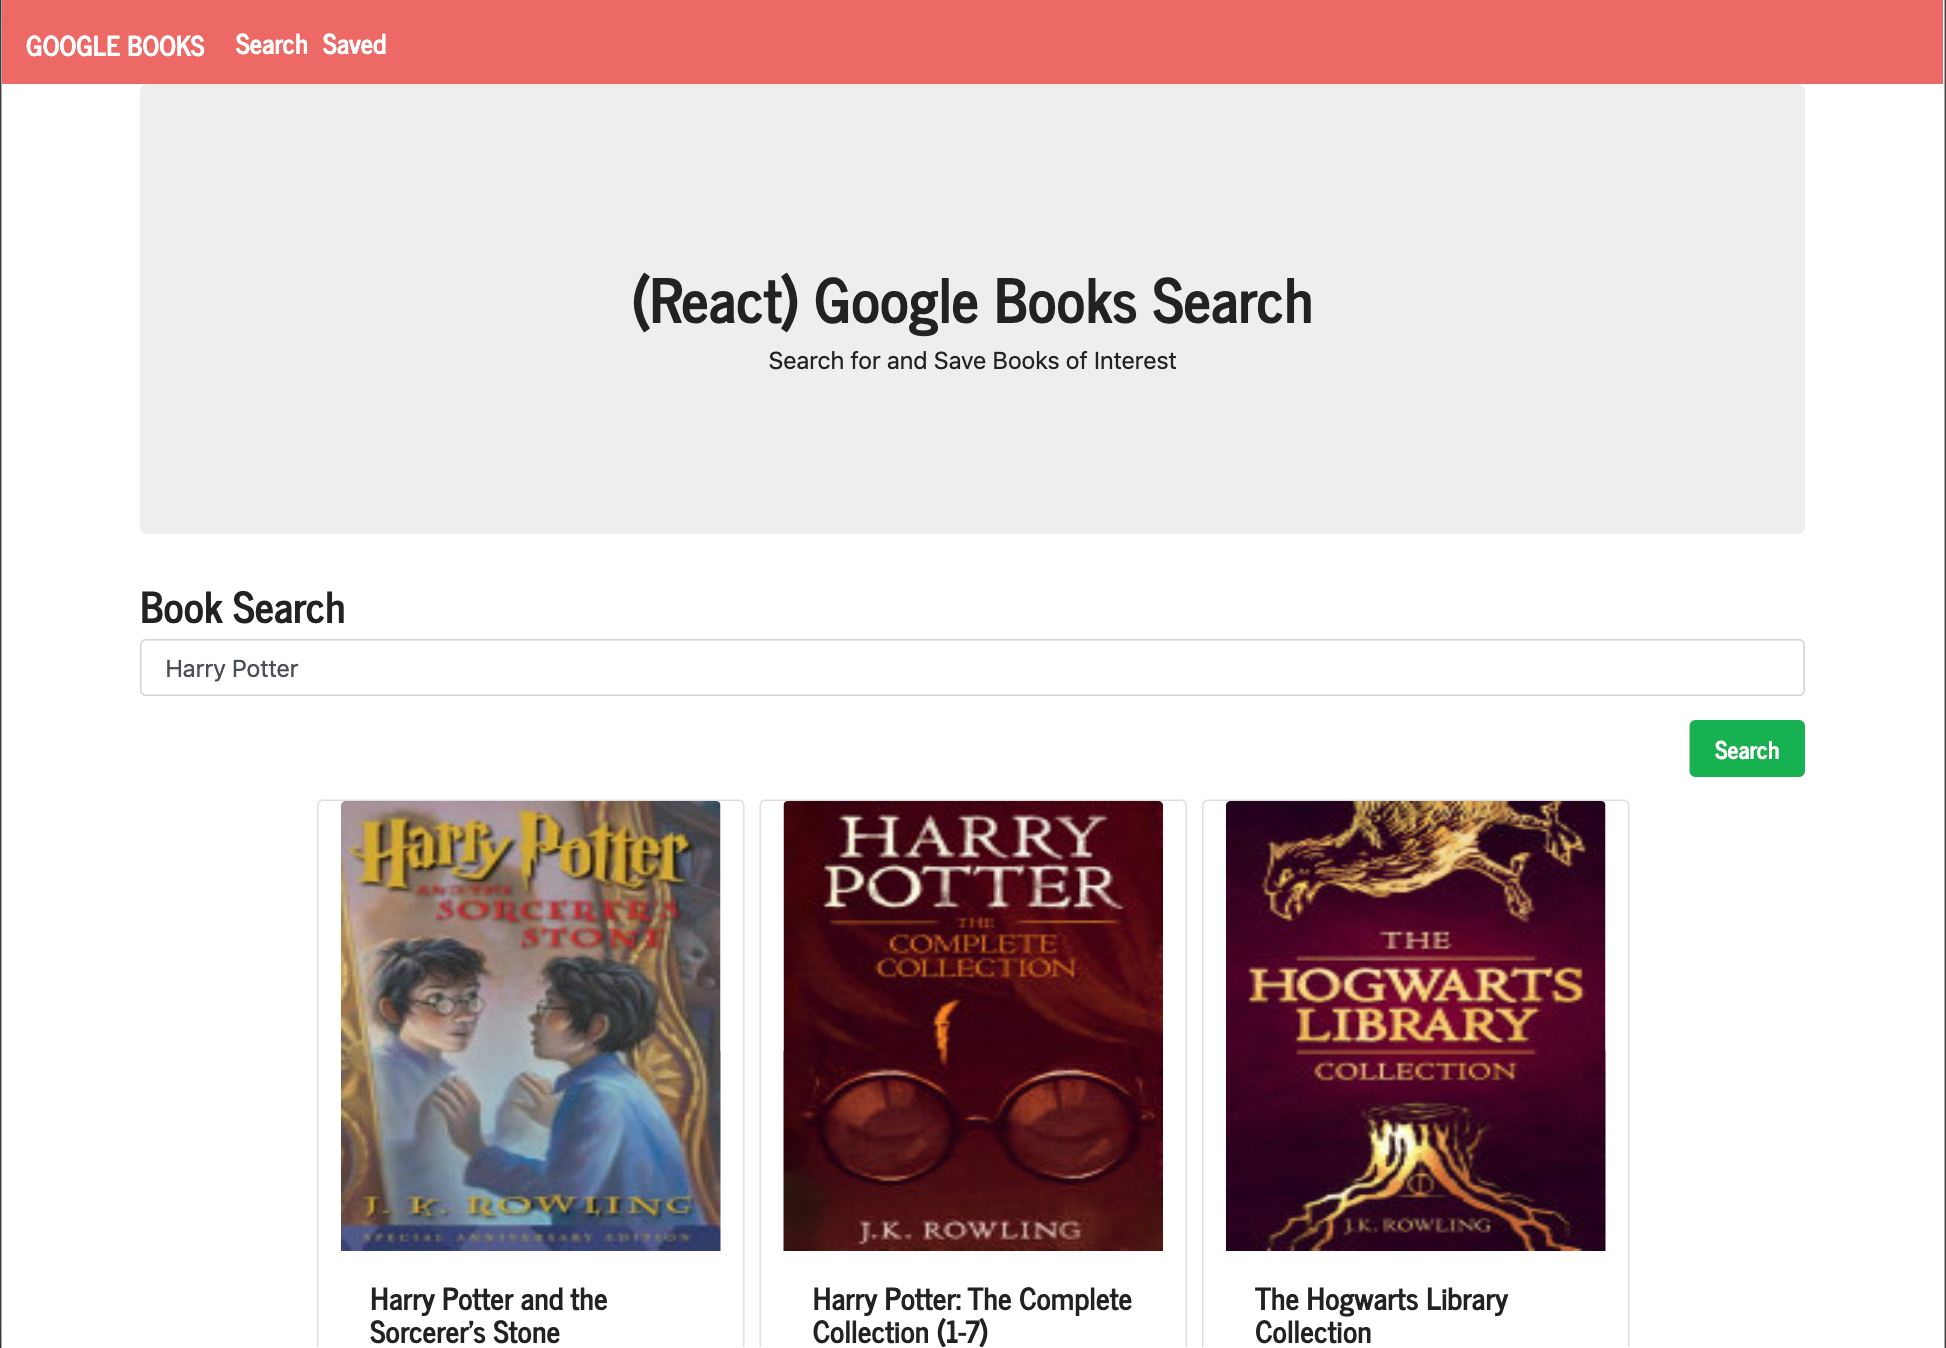 GOOGLE BOOKS Search Saved
(React) Google Books Search
Search for and Save Books of Interest
Book Search
Harry Potter
Search
Harry Potter
AND THE
SORCERER'S
STONE
J. K. ROWLING
SPECIAL ANNIVERSARY EDITION
HARRY
POTTER
THE
COMPLETE
COLLECTION
J.K. ROWLING
THE
HOGWARTS
LIBRARY
COLLECTION
J.K. ROWLING
Harry Potter and the
Sorcerer's Stone
Harry Potter: The Complete
Collection (1-7)
The Hogwarts Library
Collection